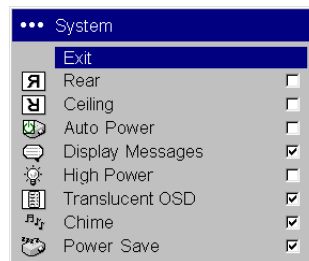 ••• System
Exit
Rear
Ceiling
Auto Power
Display Messages
High Power
Translucent OSD
Chime
Power Save